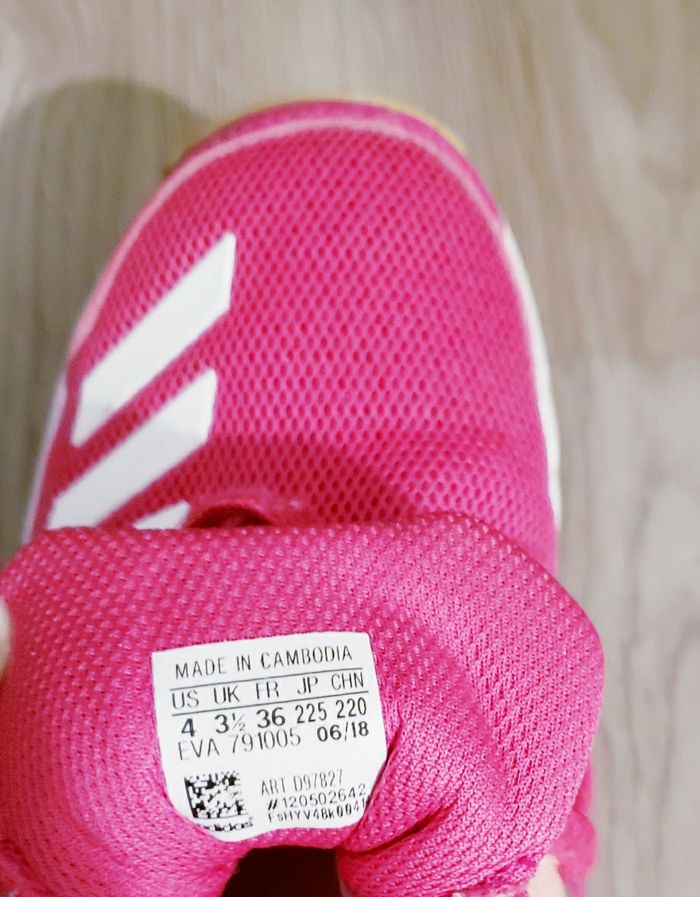 MADE IN CAMBODIA
US UK FR JP CHN
4 3½ 36 225 220
EVA 791005 06/18
ART D97827
#120502642
adidas